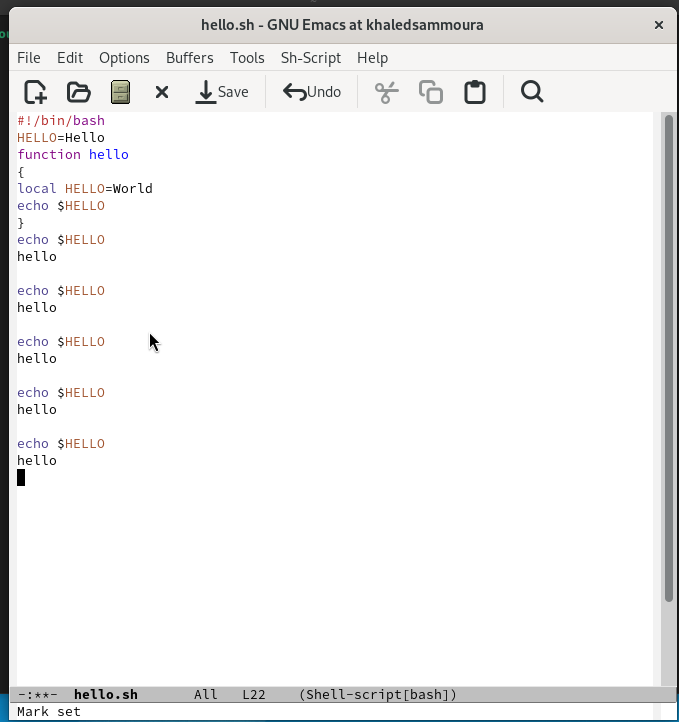 hello.sh - GNU Emacs at khaledsammoura ×
File Edit Options Buffers Tools Sh-Script Help
Save Undo
#!/bin/bash
HELLO=Hello
function hello
{
local HELLO=World
echo $HELLO
}
echo $HELLO
hello
echo $HELLO
hello
echo $HELLO
hello
echo $HELLO
hello
echo $HELLO
hello
-:**- hello.sh All L22 (Shell-script[bash])
Mark set